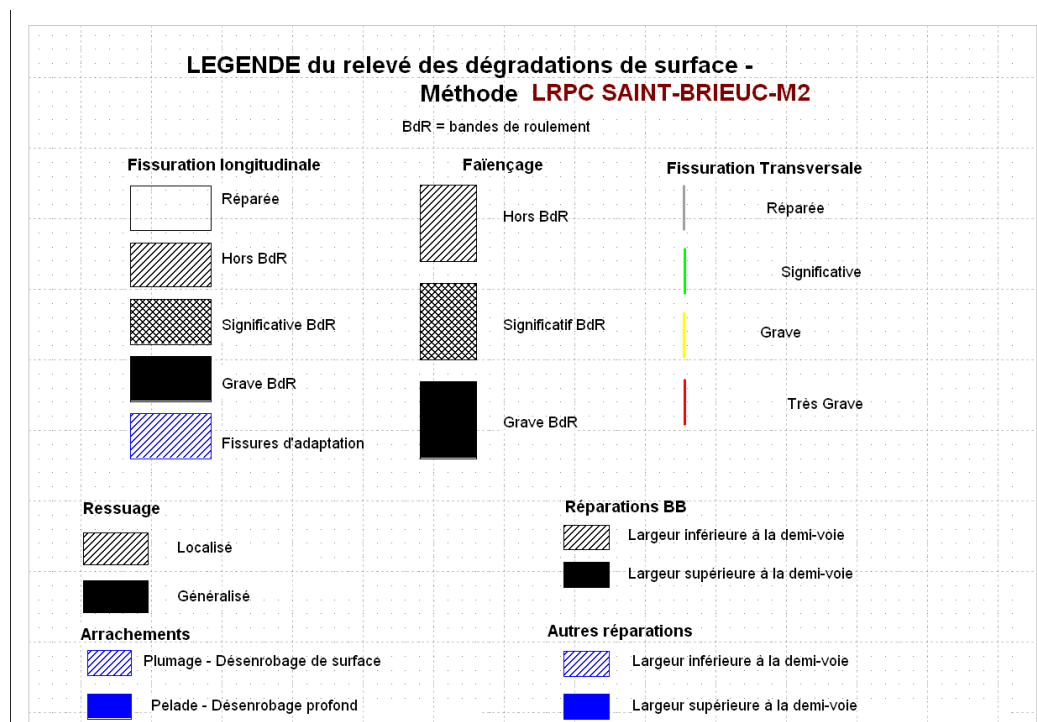 LEGENDE du relevé des dégradations de surface -
Méthode LRPC SAINT-BRIEUC-M2
BdR = bandes de roulement
Fissuration longitudinale
Réparée
Hors BdR
Significative BdR
Grave BdR
Fissures d'adaptation
Faïençage
Hors BdR
Significatif BdR
Grave BdR
Fissuration Transversale
Réparée
Significative
Grave
Très Grave
Ressuage
Localisé
Généralisé
Réparations BB
Largeur inférieure à la demi-voie
Largeur supérieure à la demi-voie
Arrachements
Plumage - Désenrobage de surface
Pelade - Désenrobage profond
Autres réparations
Largeur inférieure à la demi-voie
Largeur supérieure à la demi-voie